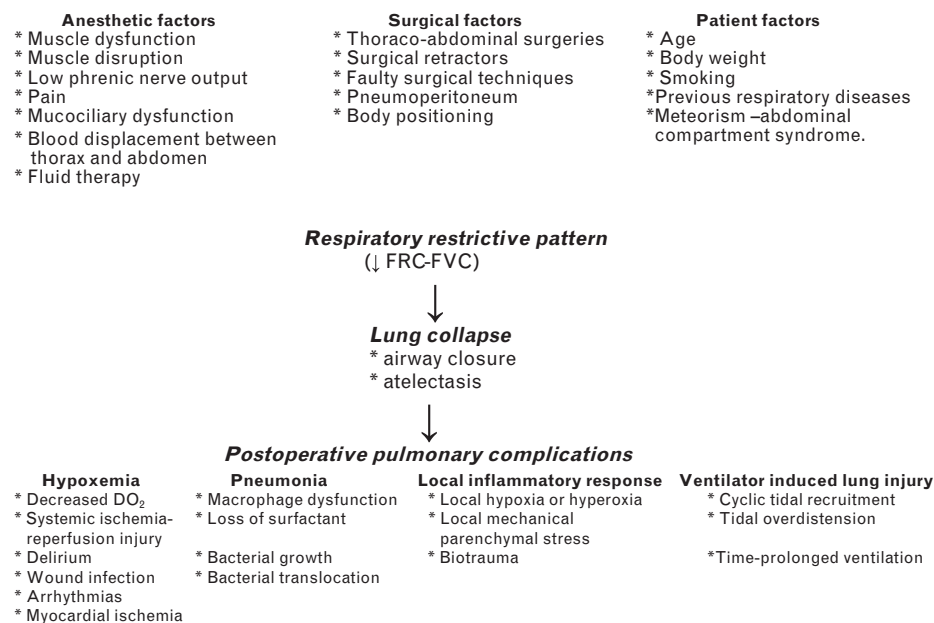 Anesthetic factors
* Muscle dysfunction
* Muscle disruption
* Low phrenic nerve output
* Pain
* Mucociliary dysfunction
* Blood displacement between
thorax and abdomen
* Fluid therapy
Surgical factors
* Thoraco-abdominal surgeries
* Surgical retractors
* Faulty surgical techniques
* Pneumoperitoneum
* Body positioning
Patient factors
* Age
* Body weight
* Smoking
*Previous respiratory diseases
*Meteorism –abdominal
compartment syndrome.
Respiratory restrictive pattern
(↓ FRC-FVC)
Lung collapse
* airway closure
* atelectasis
Postoperative pulmonary complications
Hypoxemia
* Decreased DO₂
* Systemic ischemia-
reperfusion injury
* Delirium
* Wound infection
* Arrhythmias
* Myocardial ischemia
Pneumonia
* Macrophage dysfunction
* Loss of surfactant
* Bacterial growth
* Bacterial translocation
Local inflammatory response
* Local hypoxia or hyperoxia
* Local mechanical
parenchymal stress
* Biotrauma
Ventilator induced lung injury
* Cyclic tidal recruitment
* Tidal overdistension
*Time-prolonged ventilation